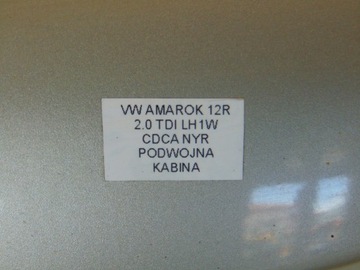 VW AMAROK 12R
2.0 TDI LH1W
CDCA NYR
PODWOJNA
KABINA